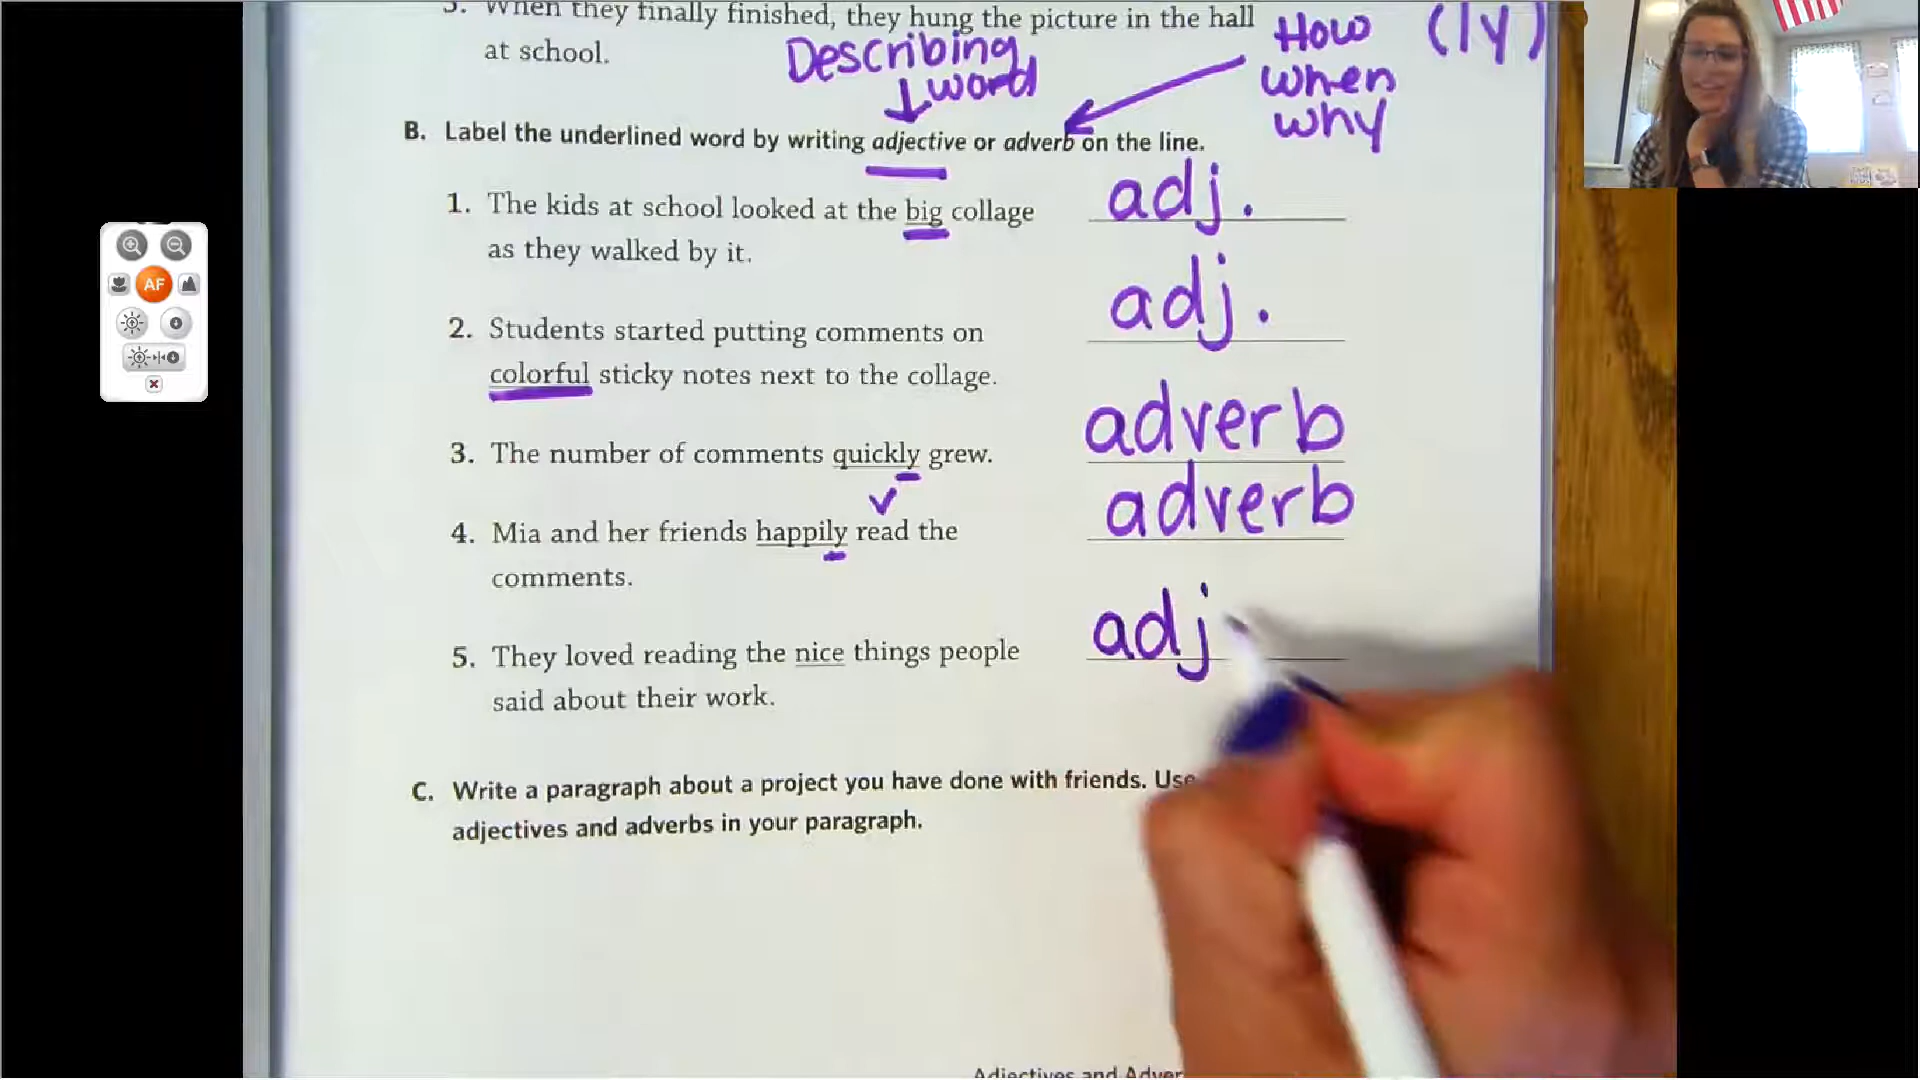 3. When they finally finished, they hung the picture in the hall
at school.
Describing
word
How
when
why
(ly)
B. Label the underlined word by writing adjective or adverb on the line.
1. The kids at school looked at the big collage
as they walked by it.
adj.
2. Students started putting comments on
colorful sticky notes next to the collage.
adj.
3. The number of comments quickly grew.
adverb
4. Mia and her friends happily read the
comments.
adverb
5. They loved reading the nice things people
said about their work.
adj
C. Write a paragraph about a project you have done with friends. Use
adjectives and adverbs in your paragraph.
Adjectives and Adver
AF